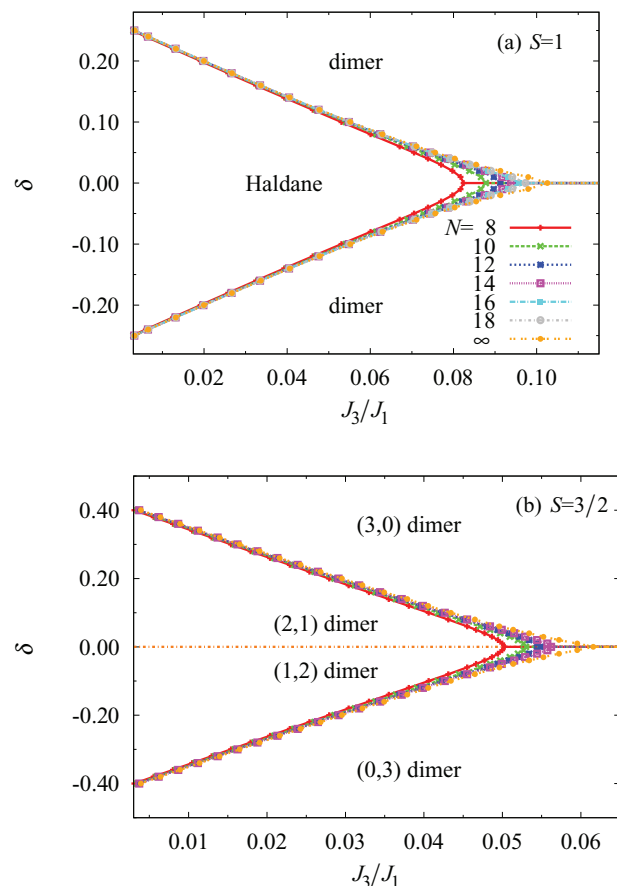 (a) S=1
dimer
0.20
0.10
δ
0.00
Haldane
-0.10
-0.20
dimer
N= 8
10
12
14
16
18
∞
0.02 0.04 0.06 0.08 0.10
J₃/J₁
(b) S=3/2
(3,0) dimer
0.40
0.20
(2,1) dimer
δ
0.00
(1,2) dimer
-0.20
(0,3) dimer
-0.40
0.01 0.02 0.03 0.04 0.05 0.06
J₃/J₁